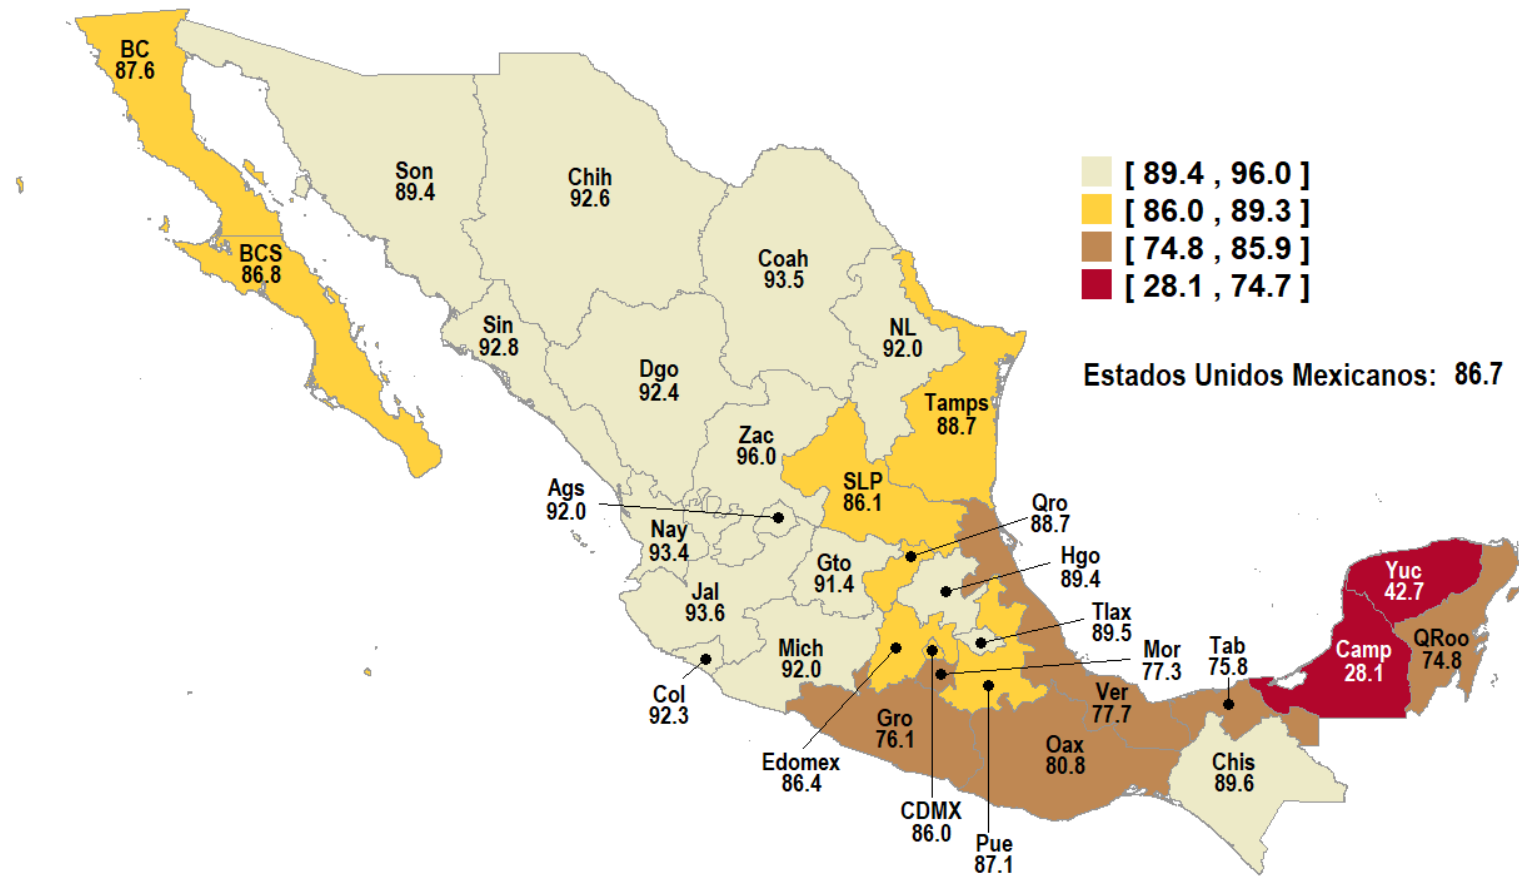 BC
87.6
BCS
86.8
Son
89.4
Chih
92.6
Coah
93.5
Sin
92.8
Dgo
92.4
NL
92.0
Tamps
88.7
Zac
96.0
SLP
86.1
Ags
92.0
Nay
93.4
Jal
93.6
Gto
91.4
Mich
92.0
Col
92.3
Qro
88.7
Hgo
89.4
Tlax
89.5
Mor
77.3
Edomex
86.4
CDMX
86.0
Pue
87.1
Gro
76.1
Oax
80.8
Ver
77.7
Tab
75.8
Chis
89.6
Yuc
42.7
Camp
28.1
QRoo
74.8
[ 89.4 , 96.0 ]
[ 86.0 , 89.3 ]
[ 74.8 , 85.9 ]
[ 28.1 , 74.7 ]
Estados Unidos Mexicanos: 86.7